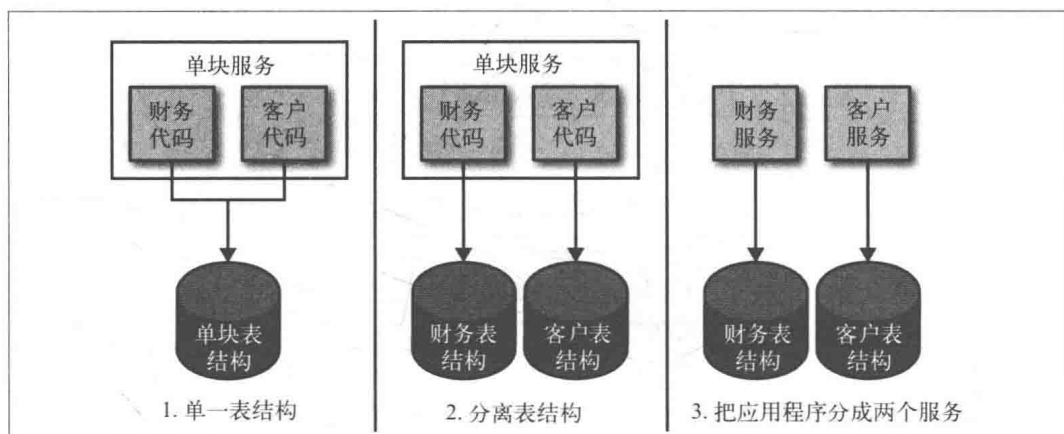 单块服务
财务
代码
客户
代码
单块表
结构
1. 单一表结构
单块服务
财务
代码
客户
代码
财务表
结构
客户表
结构
2. 分离表结构
财务
服务
客户
服务
财务表
结构
客户表
结构
3. 把应用程序分成两个服务